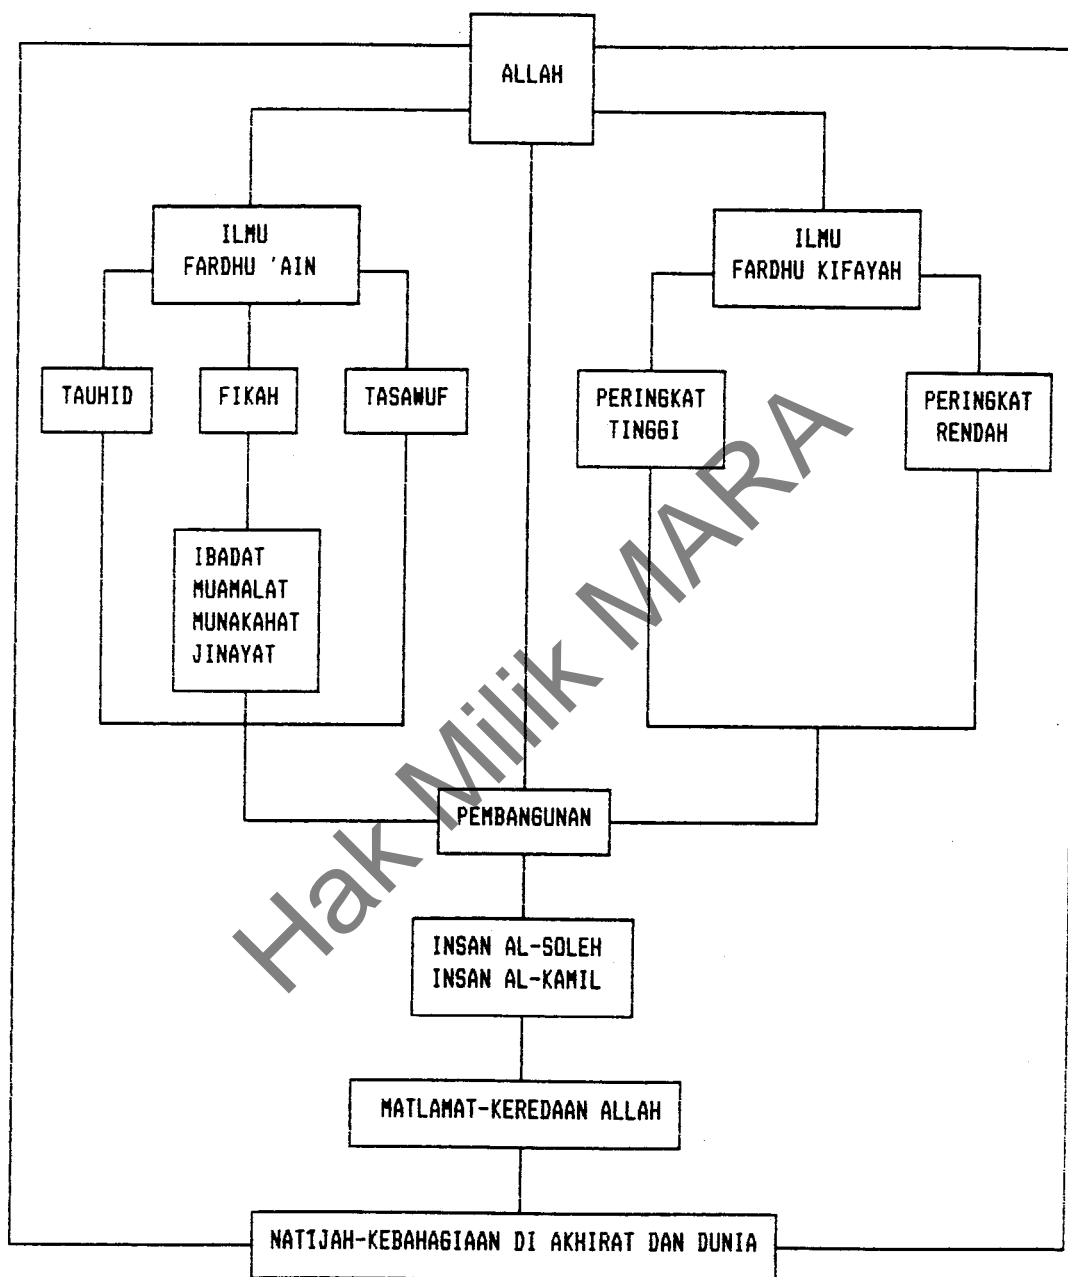 ALLAH
ILMU
FARDHU 'AIN
ILMU
FARDHU KIFAYAH
TAUHID
FIKAH
TASAWUF
PERINGKAT
TINGGI
PERINGKAT
RENDAH
IBADAT
MUAMALAT
MUNAKAHAT
JINAYAT
PEMBANGUNAN
INSAN AL-SOLEH
INSAN AL-KAMIL
MATLAMAT-KEREDAAN ALLAH
NATIJAH-KEBAHAGIAAN DI AKHIRAT DAN DUNIA
Hak Milik MARA